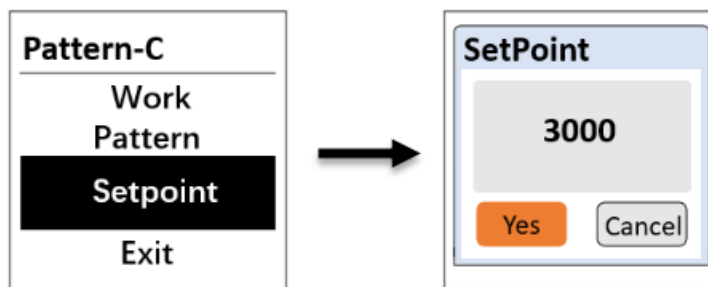 Pattern-C
Work
Pattern
Setpoint
Exit
SetPoint
3000
Yes
Cancel